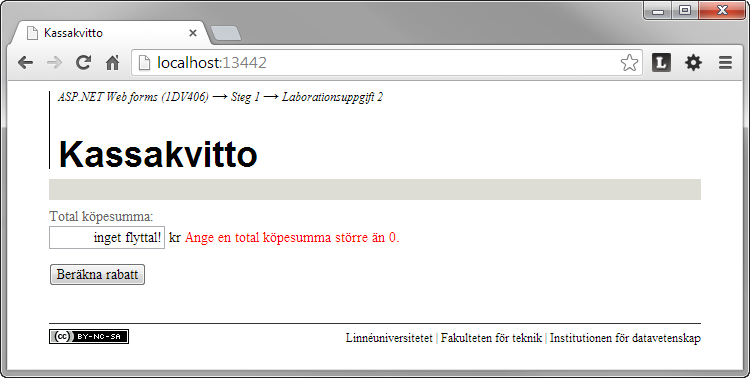 Kassakvitto
localhost:13442
ASP.NET Web forms (1DV406) → Steg 1 → Laborationsuppgift 2
Kassakvitto
Total köpesumma:
inget flyttal! kr Ange en total köpesumma större än 0.
Beräkna rabatt
(cc) BY-NC-SA Linnéuniversitetet | Fakulteten för teknik | Institutionen för datavetenskap